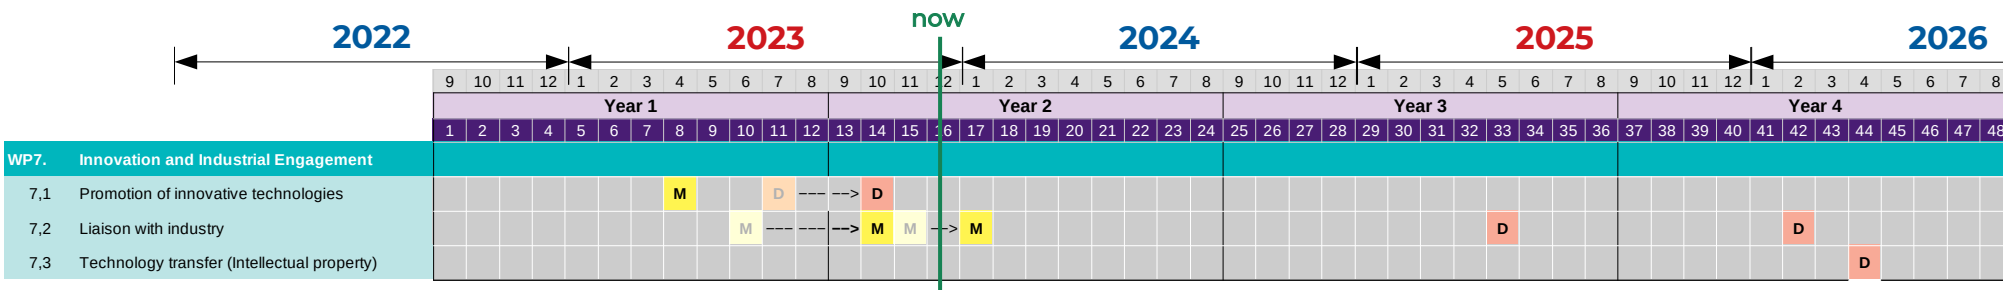 now
2022 2023 2024 2025 2026
9 10 11 12 1 2 3 4 5 6 7 8 9 10 11 12 1 2 3 4 5 6 7 8 9 10 11 12 1 2 3 4 5 6 7 8 9 10 11 12 1 2 3 4 5 6 7 8
Year 1 Year 2 Year 3 Year 4
1 2 3 4 5 6 7 8 9 10 11 12 13 14 15 16 17 18 19 20 21 22 23 24 25 26 27 28 29 30 31 32 33 34 35 36 37 38 39 40 41 42 43 44 45 46 47 48
WP7. Innovation and Industrial Engagement
7,1 Promotion of innovative technologies M D ---- --> D
7,2 Liaison with industry M ---- ---- --> M M --> M D D
7,3 Technology transfer (Intellectual property) D